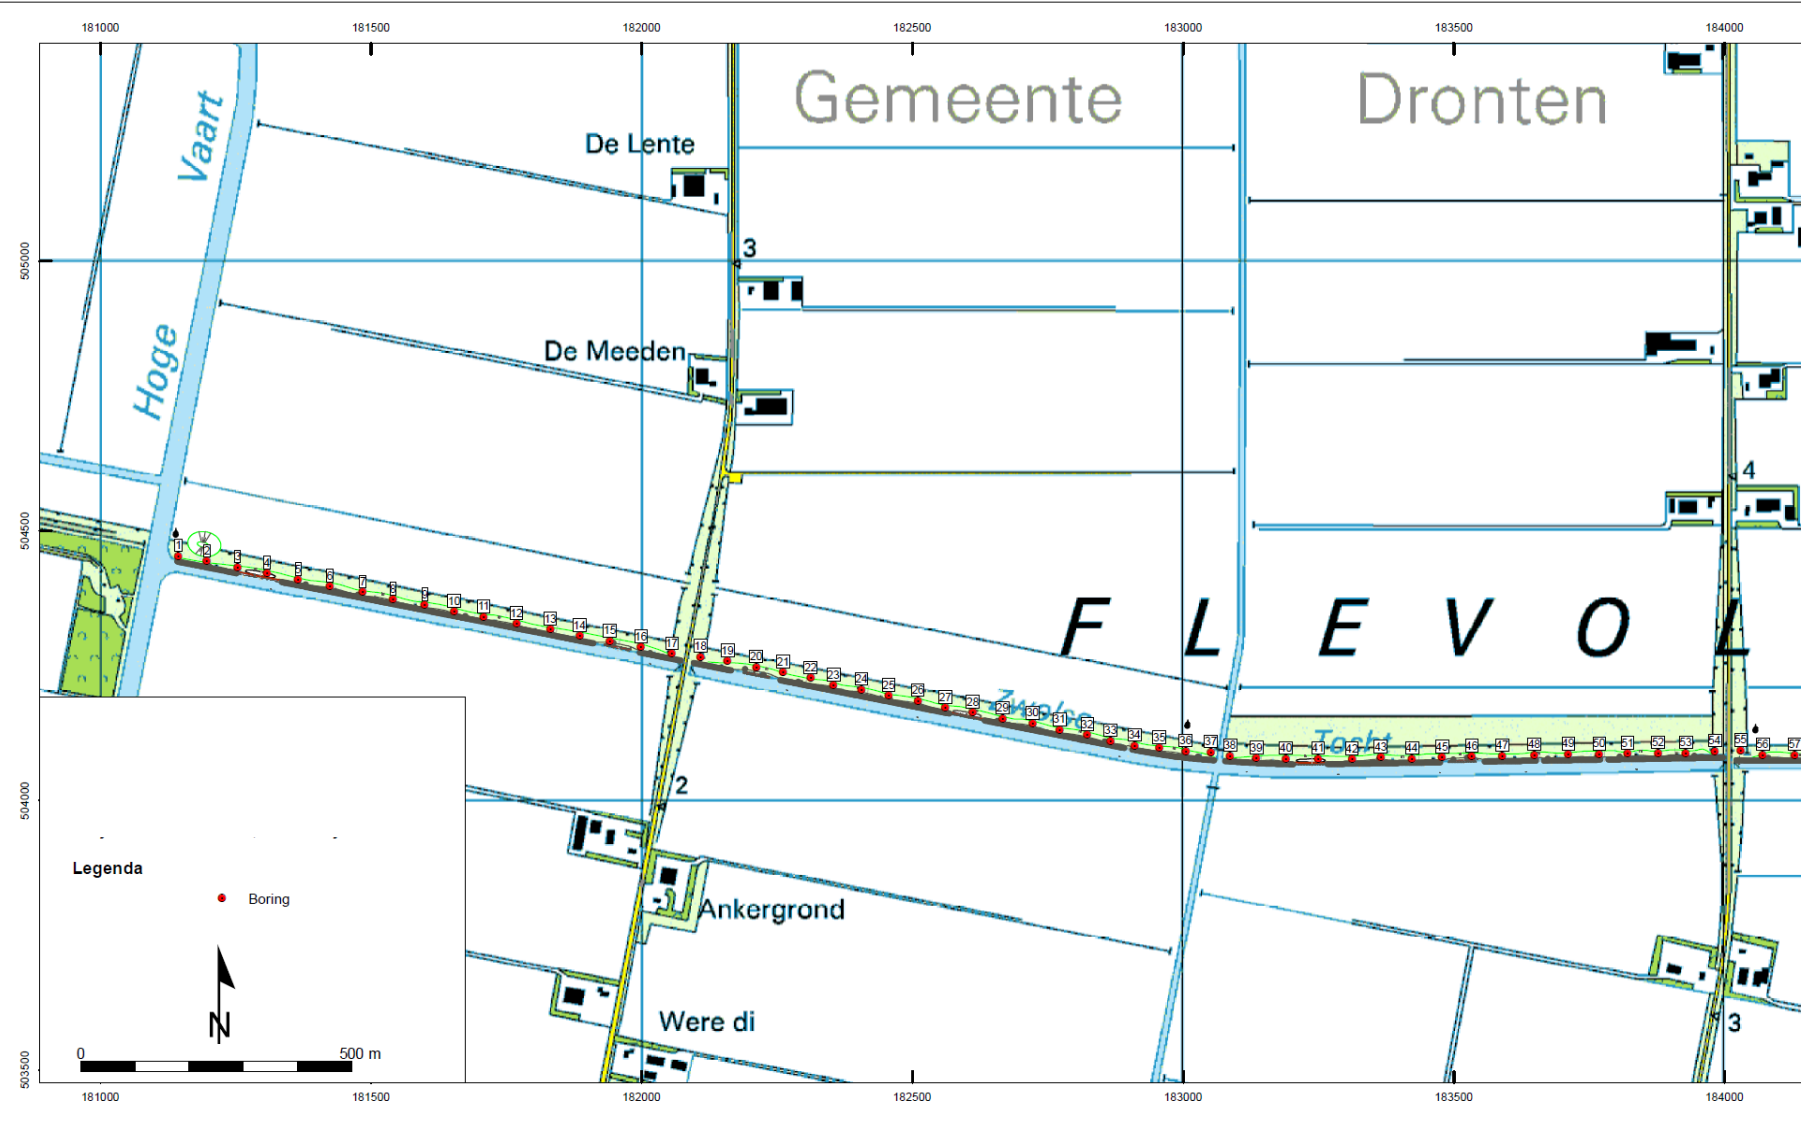 181000 181500 182000 182500 183000 183500 184000
Gemeente Dronten
De Lente
Vaart
3
505000
De Meeden
Hoge
4
504500
1 2 3 4 5 6 7 8 9 10 11 12 13 14 15 16 17 18 19 20 21 22 23 24 25 26 27 28 29 30 31 32 33 34 35 36 37 38 39 40 41 42 43 44 45 46 47 48 49 50 51 52 53 54 55 56 57
FLEVOL
Zwolse
Tocht
2
504000
Legenda
Boring
Ankergrond
N
Were di
3
0 500 m
503500
181000 181500 182000 182500 183000 183500 184000